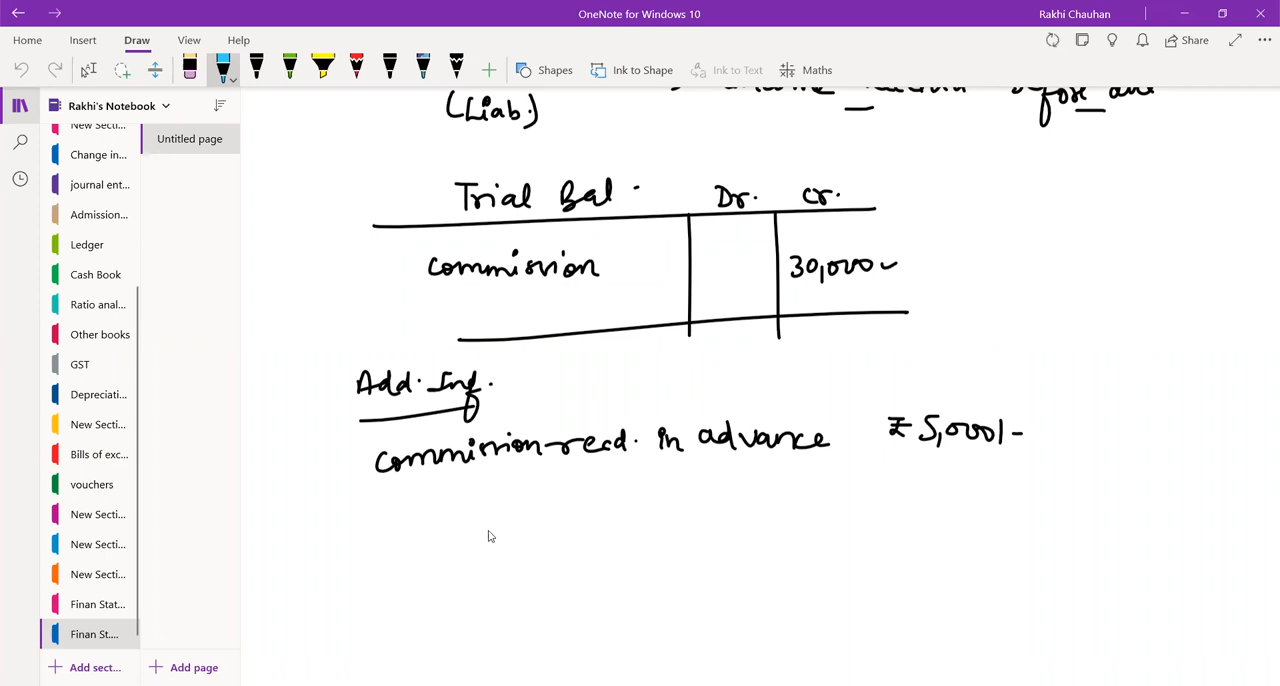 OneNote for Windows 10
Rakhi Chauhan
Home Insert Draw View Help
Share
Shapes Ink to Shape Ink to Text Maths
Rakhi's Notebook
New Secti...
Untitled page
Change in...
journal ent...
Admission...
Ledger
Cash Book
Ratio anal...
Other books
GST
Depreciati...
New Secti...
Bills of exc...
vouchers
New Secti...
New Secti...
New Secti...
Finan Stat...
Finan St....
Add sect...
Add page
(Liab.)
Trial Bal. Dr. Cr.
commission 30,000
Add. Inf.
commission recd. in advance ₹ 5,000/-